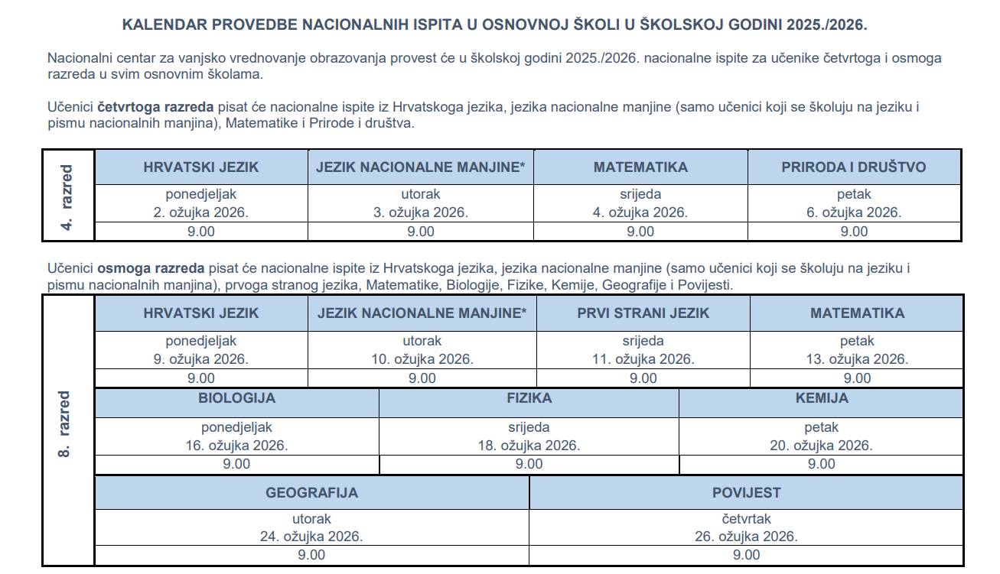 KALENDAR PROVEDBE NACIONALNIH ISPITA U OSNOVNOJ ŠKOLI U ŠKOLSKOJ GODINI 2025./2026.
Nacionalni centar za vanjsko vrednovanje obrazovanja provest će u školskoj godini 2025./2026. nacionalne ispite za učenike četvrtoga i osmoga
razreda u svim osnovnim školama.
Učenici četvrtoga razreda pisat će nacionalne ispite iz Hrvatskoga jezika, jezika nacionalne manjine (samo učenici koji se školuju na jeziku i
pismu nacionalnih manjina), Matematike i Prirode i društva.
4. razred
HRVATSKI JEZIK JEZIK NACIONALNE MANJINE* MATEMATIKA PRIRODA I DRUŠTVO
ponedjeljak utorak srijeda petak
2. ožujka 2026. 3. ožujka 2026. 4. ožujka 2026. 6. ožujka 2026.
9.00 9.00 9.00 9.00
Učenici osmoga razreda pisat će nacionalne ispite iz Hrvatskoga jezika, jezika nacionalne manjine (samo učenici koji se školuju na jeziku i
pismu nacionalnih manjina), prvoga stranog jezika, Matematike, Biologije, Fizike, Kemije, Geografije i Povijesti.
8. razred
HRVATSKI JEZIK JEZIK NACIONALNE MANJINE* PRVI STRANI JEZIK MATEMATIKA
ponedjeljak utorak srijeda petak
9. ožujka 2026. 10. ožujka 2026. 11. ožujka 2026. 13. ožujka 2026.
9.00 9.00 9.00 9.00
BIOLOGIJA FIZIKA KEMIJA
ponedjeljak srijeda petak
16. ožujka 2026. 18. ožujka 2026. 20. ožujka 2026.
9.00 9.00 9.00
GEOGRAFIJA POVIJEST
utorak četvrtak
24. ožujka 2026. 26. ožujka 2026.
9.00 9.00